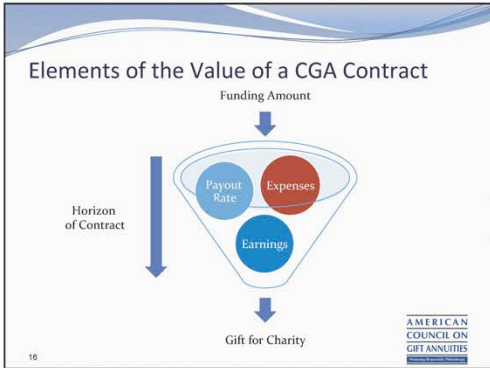 Elements of the Value of a CGA Contract
Funding Amount
Payout
Rate
Expenses
Horizon
of Contract
Earnings
Gift for Charity
AMERICAN
COUNCIL ON
GIFT ANNUITIES
16